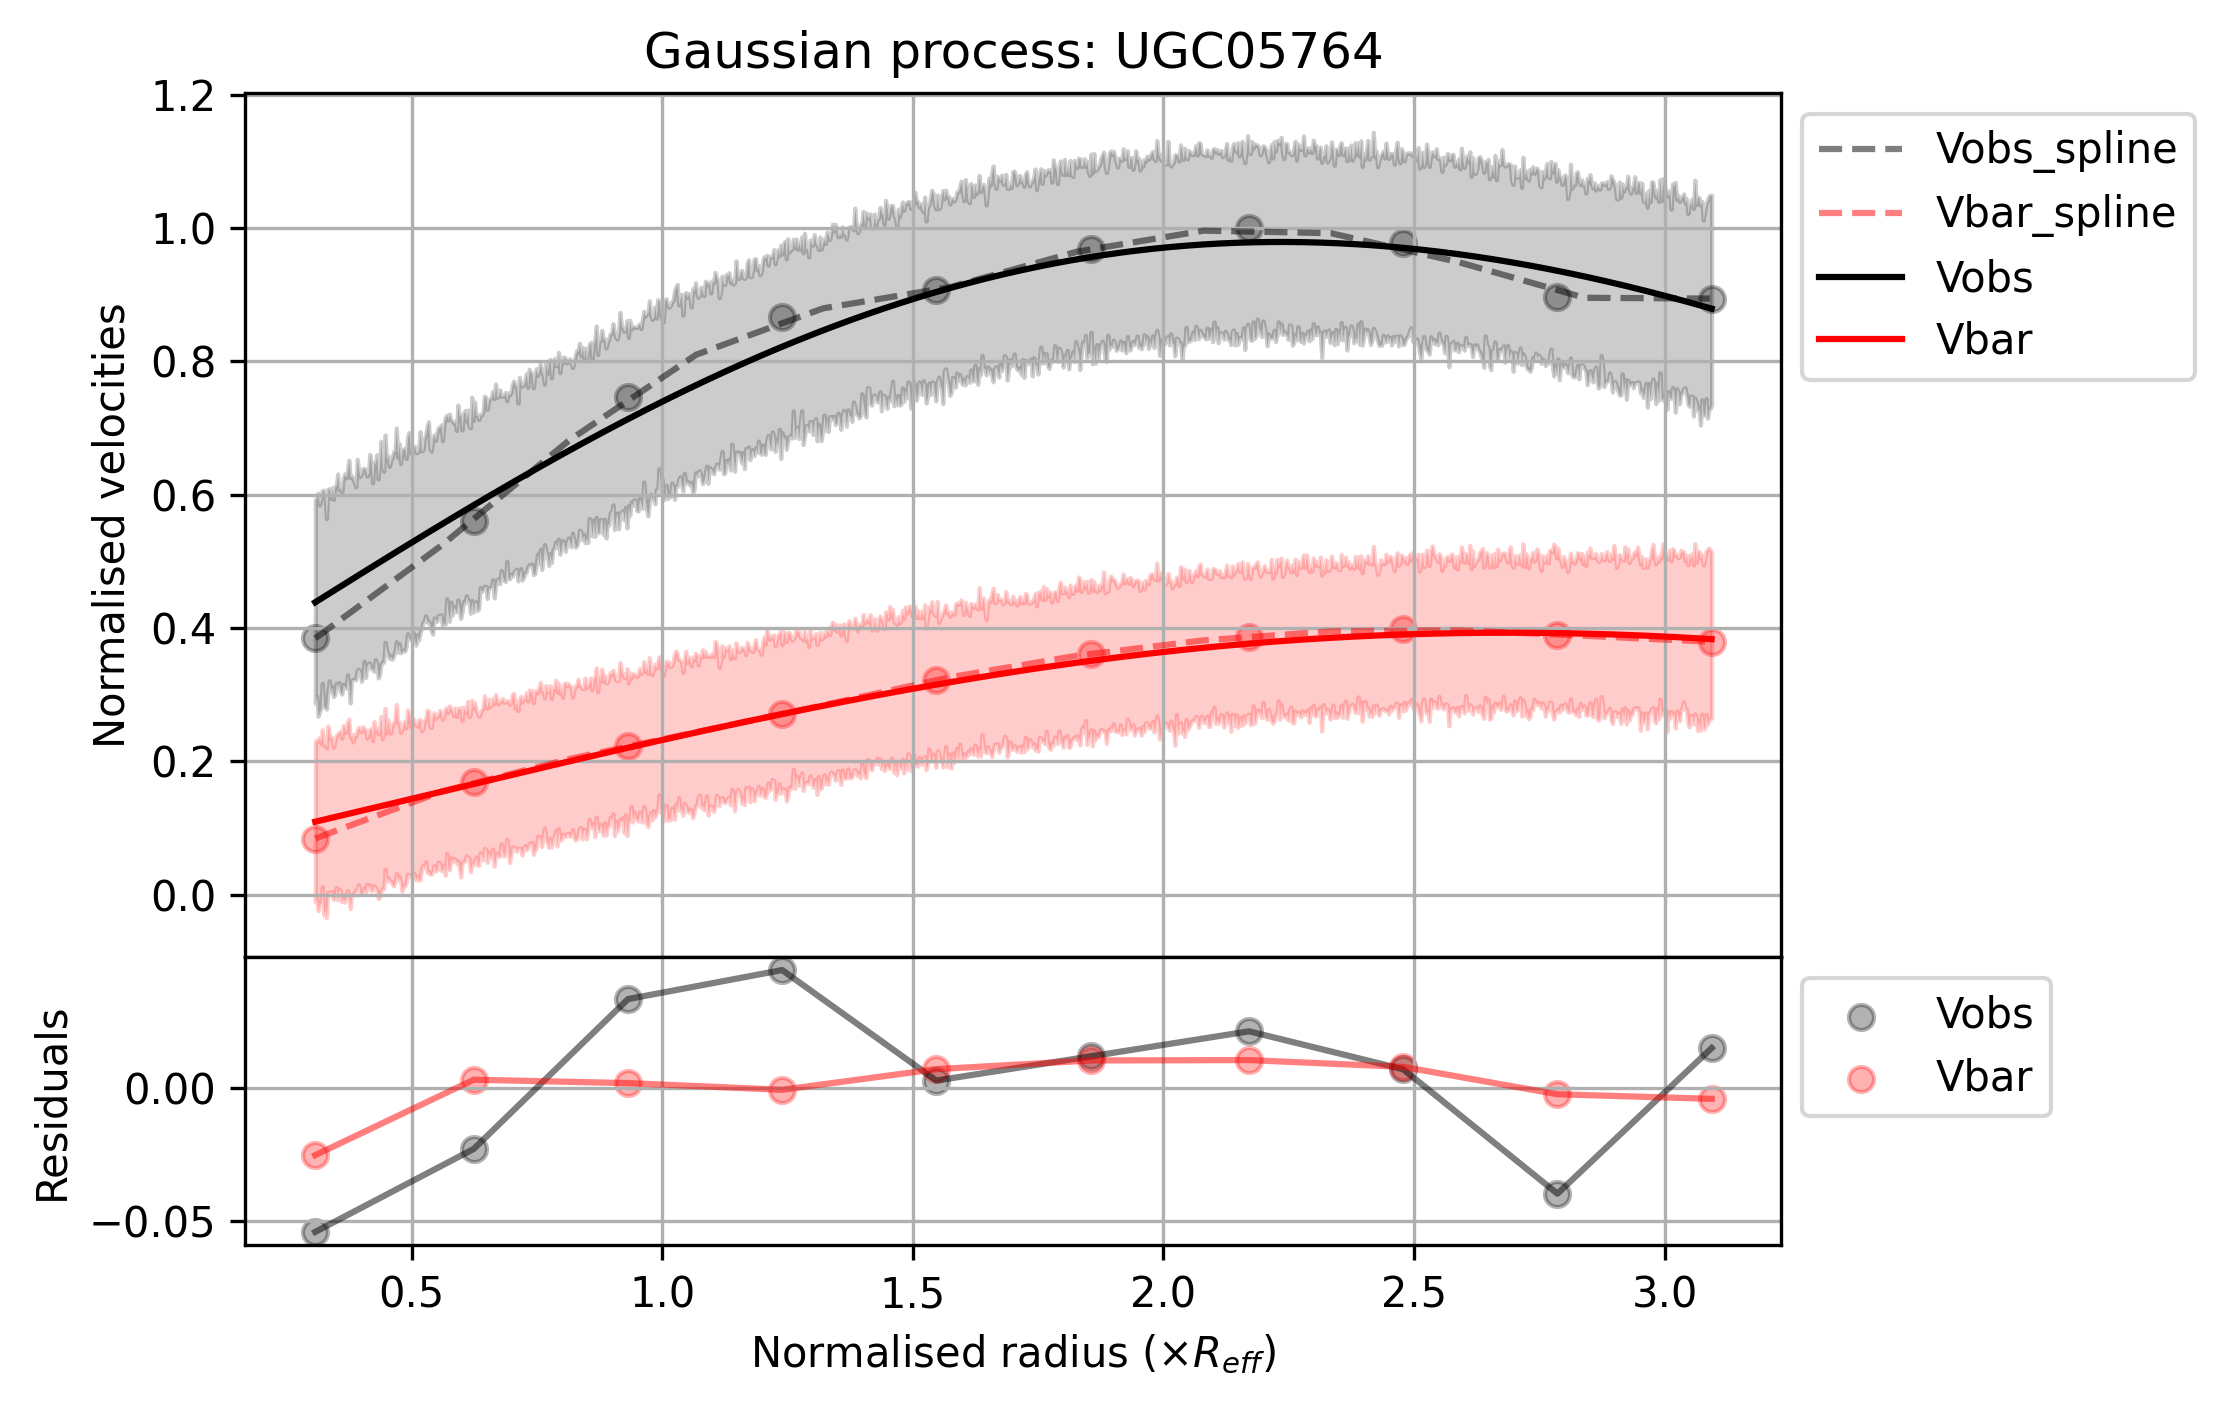 Gaussian process: UGC05764
1.2
1.0
0.8
0.6
0.4
0.2
0.0
Normalised velocities
Vobs_spline
Vbar_spline
Vobs
Vbar
0.00
−0.05
Residuals
Vobs
Vbar
0.5 1.0 1.5 2.0 2.5 3.0
Normalised radius (×R_eff)